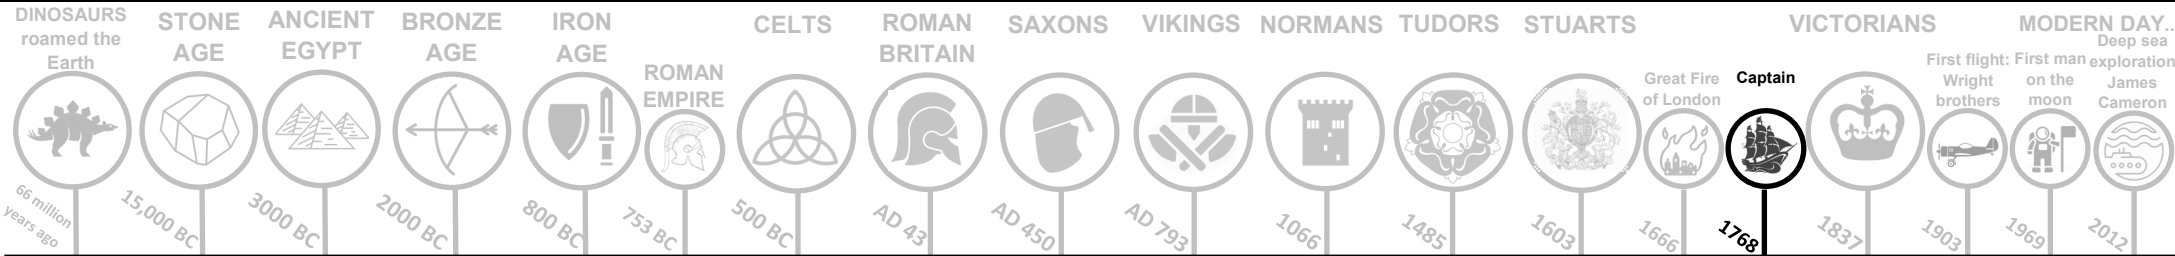 DINOSAURS
roamed the
Earth
STONE
AGE
ANCIENT
EGYPT
BRONZE
AGE
IRON
AGE
ROMAN
EMPIRE
CELTS
ROMAN
BRITAIN
SAXONS
VIKINGS
NORMANS
TUDORS
STUARTS
Great Fire
of London
Captain
VICTORIANS
First flight:
Wright
brothers
MODERN DAY..
First man
on the
moon
Deep sea
exploration
James
Cameron
66 million
years ago
15,000 BC
3000 BC
2000 BC
800 BC
753 BC
500 BC
AD 43
AD 450
AD 793
1066
1485
1603
1666
1768
1837
1903
1969
2012